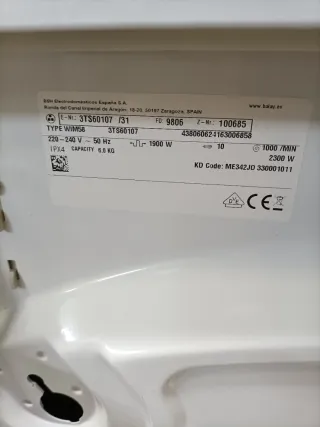 BSH Electrodomésticos España S.A. www.balay.es
Ronda del Canal Imperial de Aragón, 18-20, 50197 Zaragoza, SPAIN
E-Nr.: 3TS60107 /31 FD 9806 Z-Nr.: 100685
TYPE WIM56 3TS60107 438060624163006858
220-240 V ~ 50 Hz 1900 W 10 1000 /MIN
IPX4 CAPACITY 6.0 KG 2300 W
KD Code: ME342JO 330001011
CE